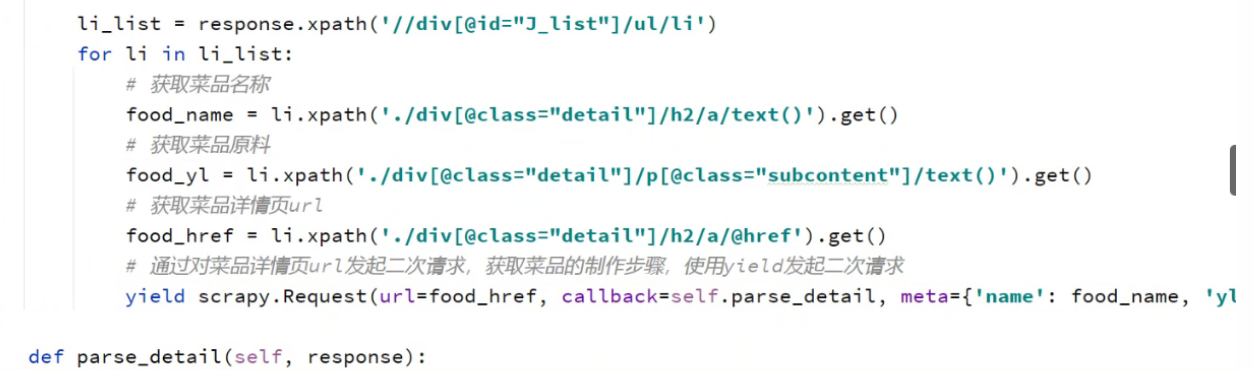 li_list = response.xpath('//div[@id="J_list"]/ul/li')
for li in li_list:
# 获取菜品名称
food_name = li.xpath('./div[@class="detail"]/h2/a/text()').get()
# 获取菜品原料
food_yl = li.xpath('./div[@class="detail"]/p[@class="subcontent"]/text()').get()
# 获取菜品详情页url
food_href = li.xpath('./div[@class="detail"]/h2/a/@href').get()
# 通过对菜品详情页url发起二次请求，获取菜品的制作步骤，使用yield发起二次请求
yield scrapy.Request(url=food_href, callback=self.parse_detail, meta={'name': food_name, 'yl
def parse_detail(self, response):